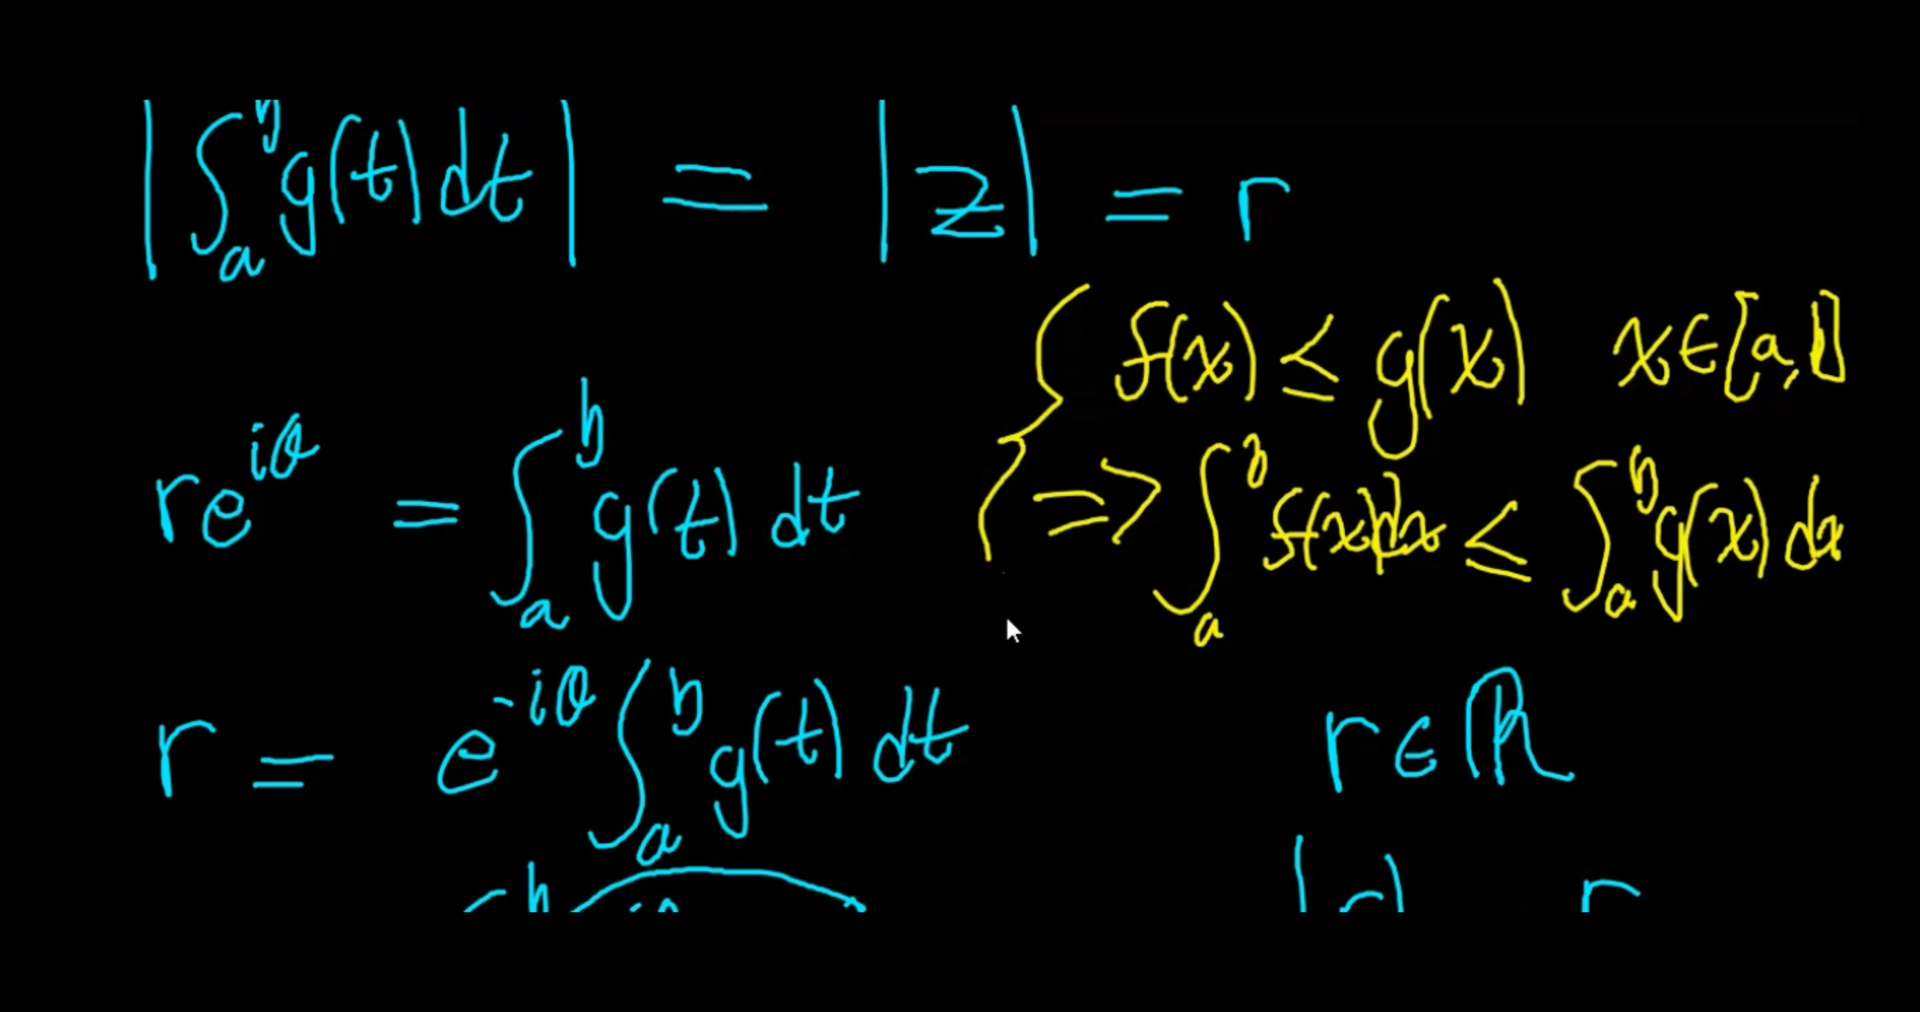 |∫_a^b g(t) dt| = |z| = r
f(x) ≤ g(x) x ∈ [a, b]
re^{iθ} = ∫_a^b g(t) dt
⇒ ∫_a^b f(x) dx ≤ ∫_a^b g(x) dx
r = e^{-iθ} ∫_a^b g(t) dt r ∈ ℝ